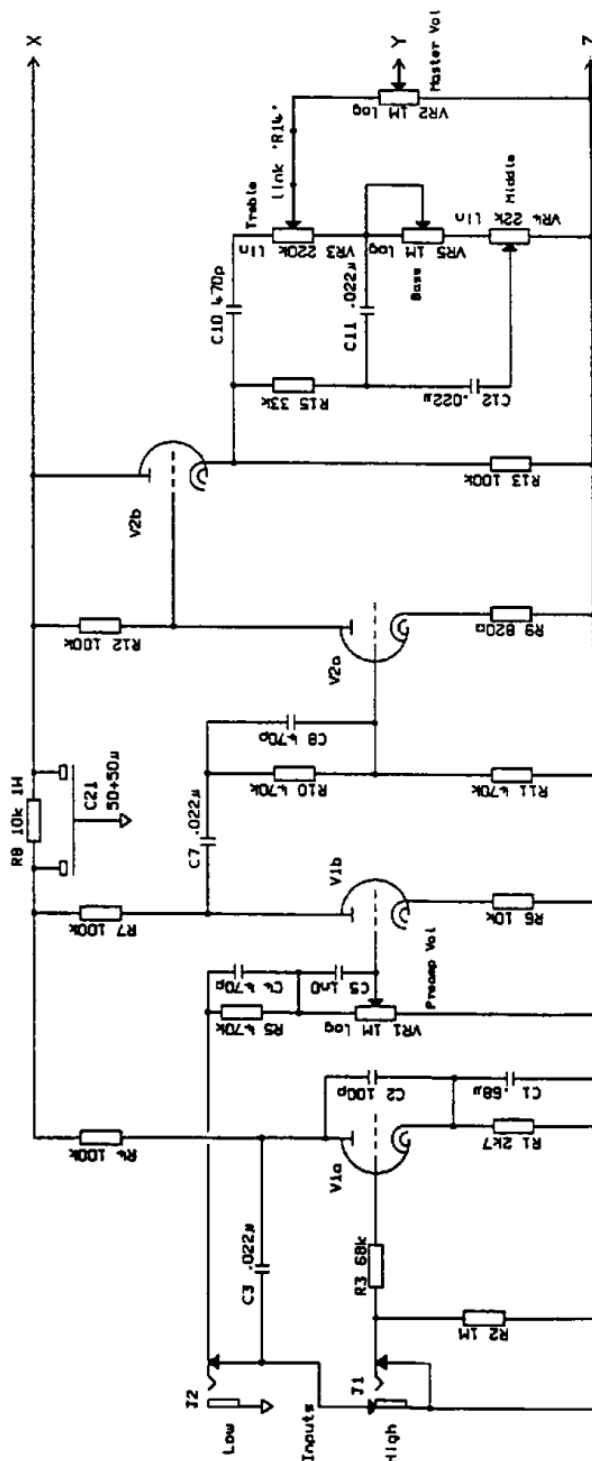 X
Y
Z
Master Vol
VR2 1M Log
Link 'R14'
Treble
VR3 220k Lin
Middle
VR4 22k Lin
Bass
VR5 1M Log
C10 470p
C11 .022µ
R15 33k
C12 .022µ
R13 100k
V2b
R12 100k
V2a
R9 820Ω
R8 10k 1W
C21
50+50µ
C8 470p
R10 470k
R11 470k
C7 .022µ
R7 100k
V1b
R6 10k
Preamp Vol
C4 470p
R5 470k
C5 1n0
VR1 1M Log
R4 100k
C2 100p
C1 .68µ
V1a
R1 2k7
C3 .022µ
R3 68k
R2 1M
J2
Low
Inputs
J1
High